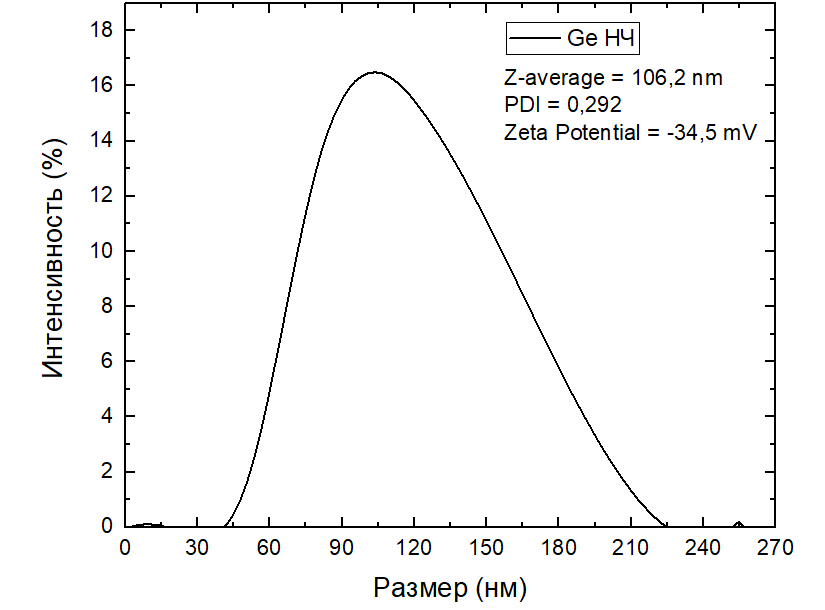 Ge НЧ
Z-average = 106,2 nm
PDI = 0,292
Zeta Potential = -34,5 mV
Интенсивность (%)
18
16
14
12
10
8
6
4
2
0
0 30 60 90 120 150 180 210 240 270
Размер (нм)